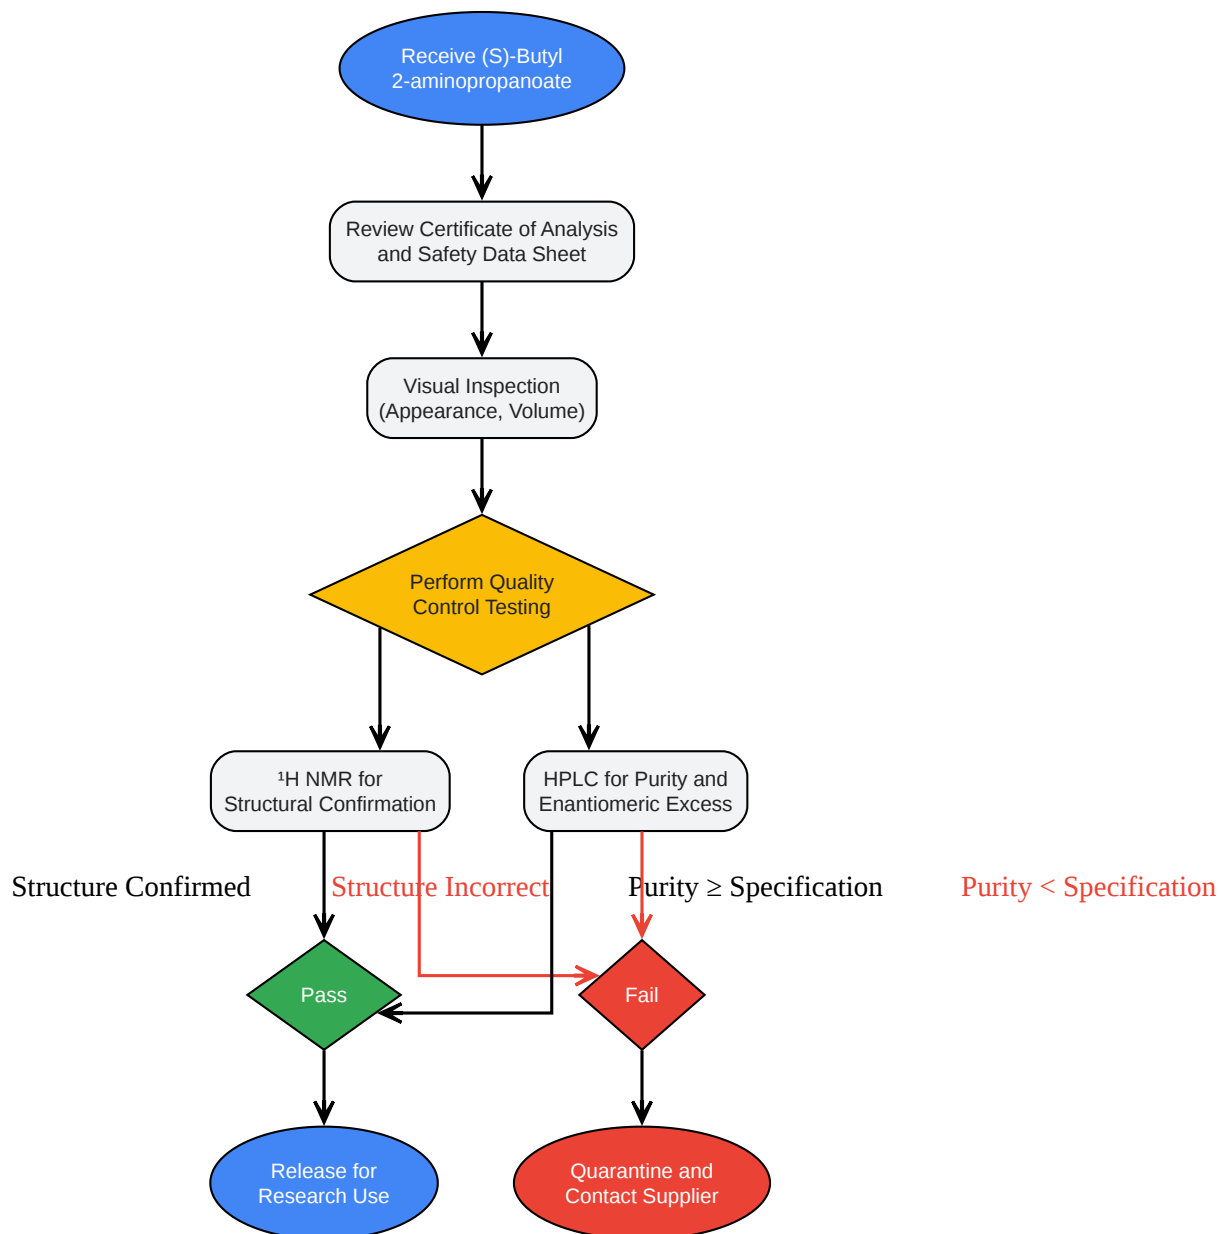 Receive (S)-Butyl
2-aminopropanoate
Review Certificate of Analysis
and Safety Data Sheet
Visual Inspection
(Appearance, Volume)
Perform Quality
Control Testing
¹H NMR for
Structural Confirmation
HPLC for Purity and
Enantiomeric Excess
Structure Confirmed
Structure Incorrect
Purity ≥ Specification
Purity < Specification
Pass
Fail
Release for
Research Use
Quarantine and
Contact Supplier